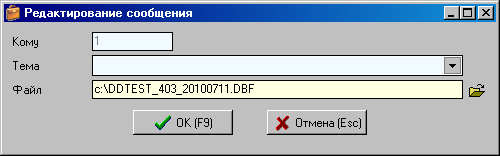 Редактирование сообщения
Кому 1
Тема
Файл c:\DDTEST_403_20100711.DBF
OK (F9) Отмена (Esc)